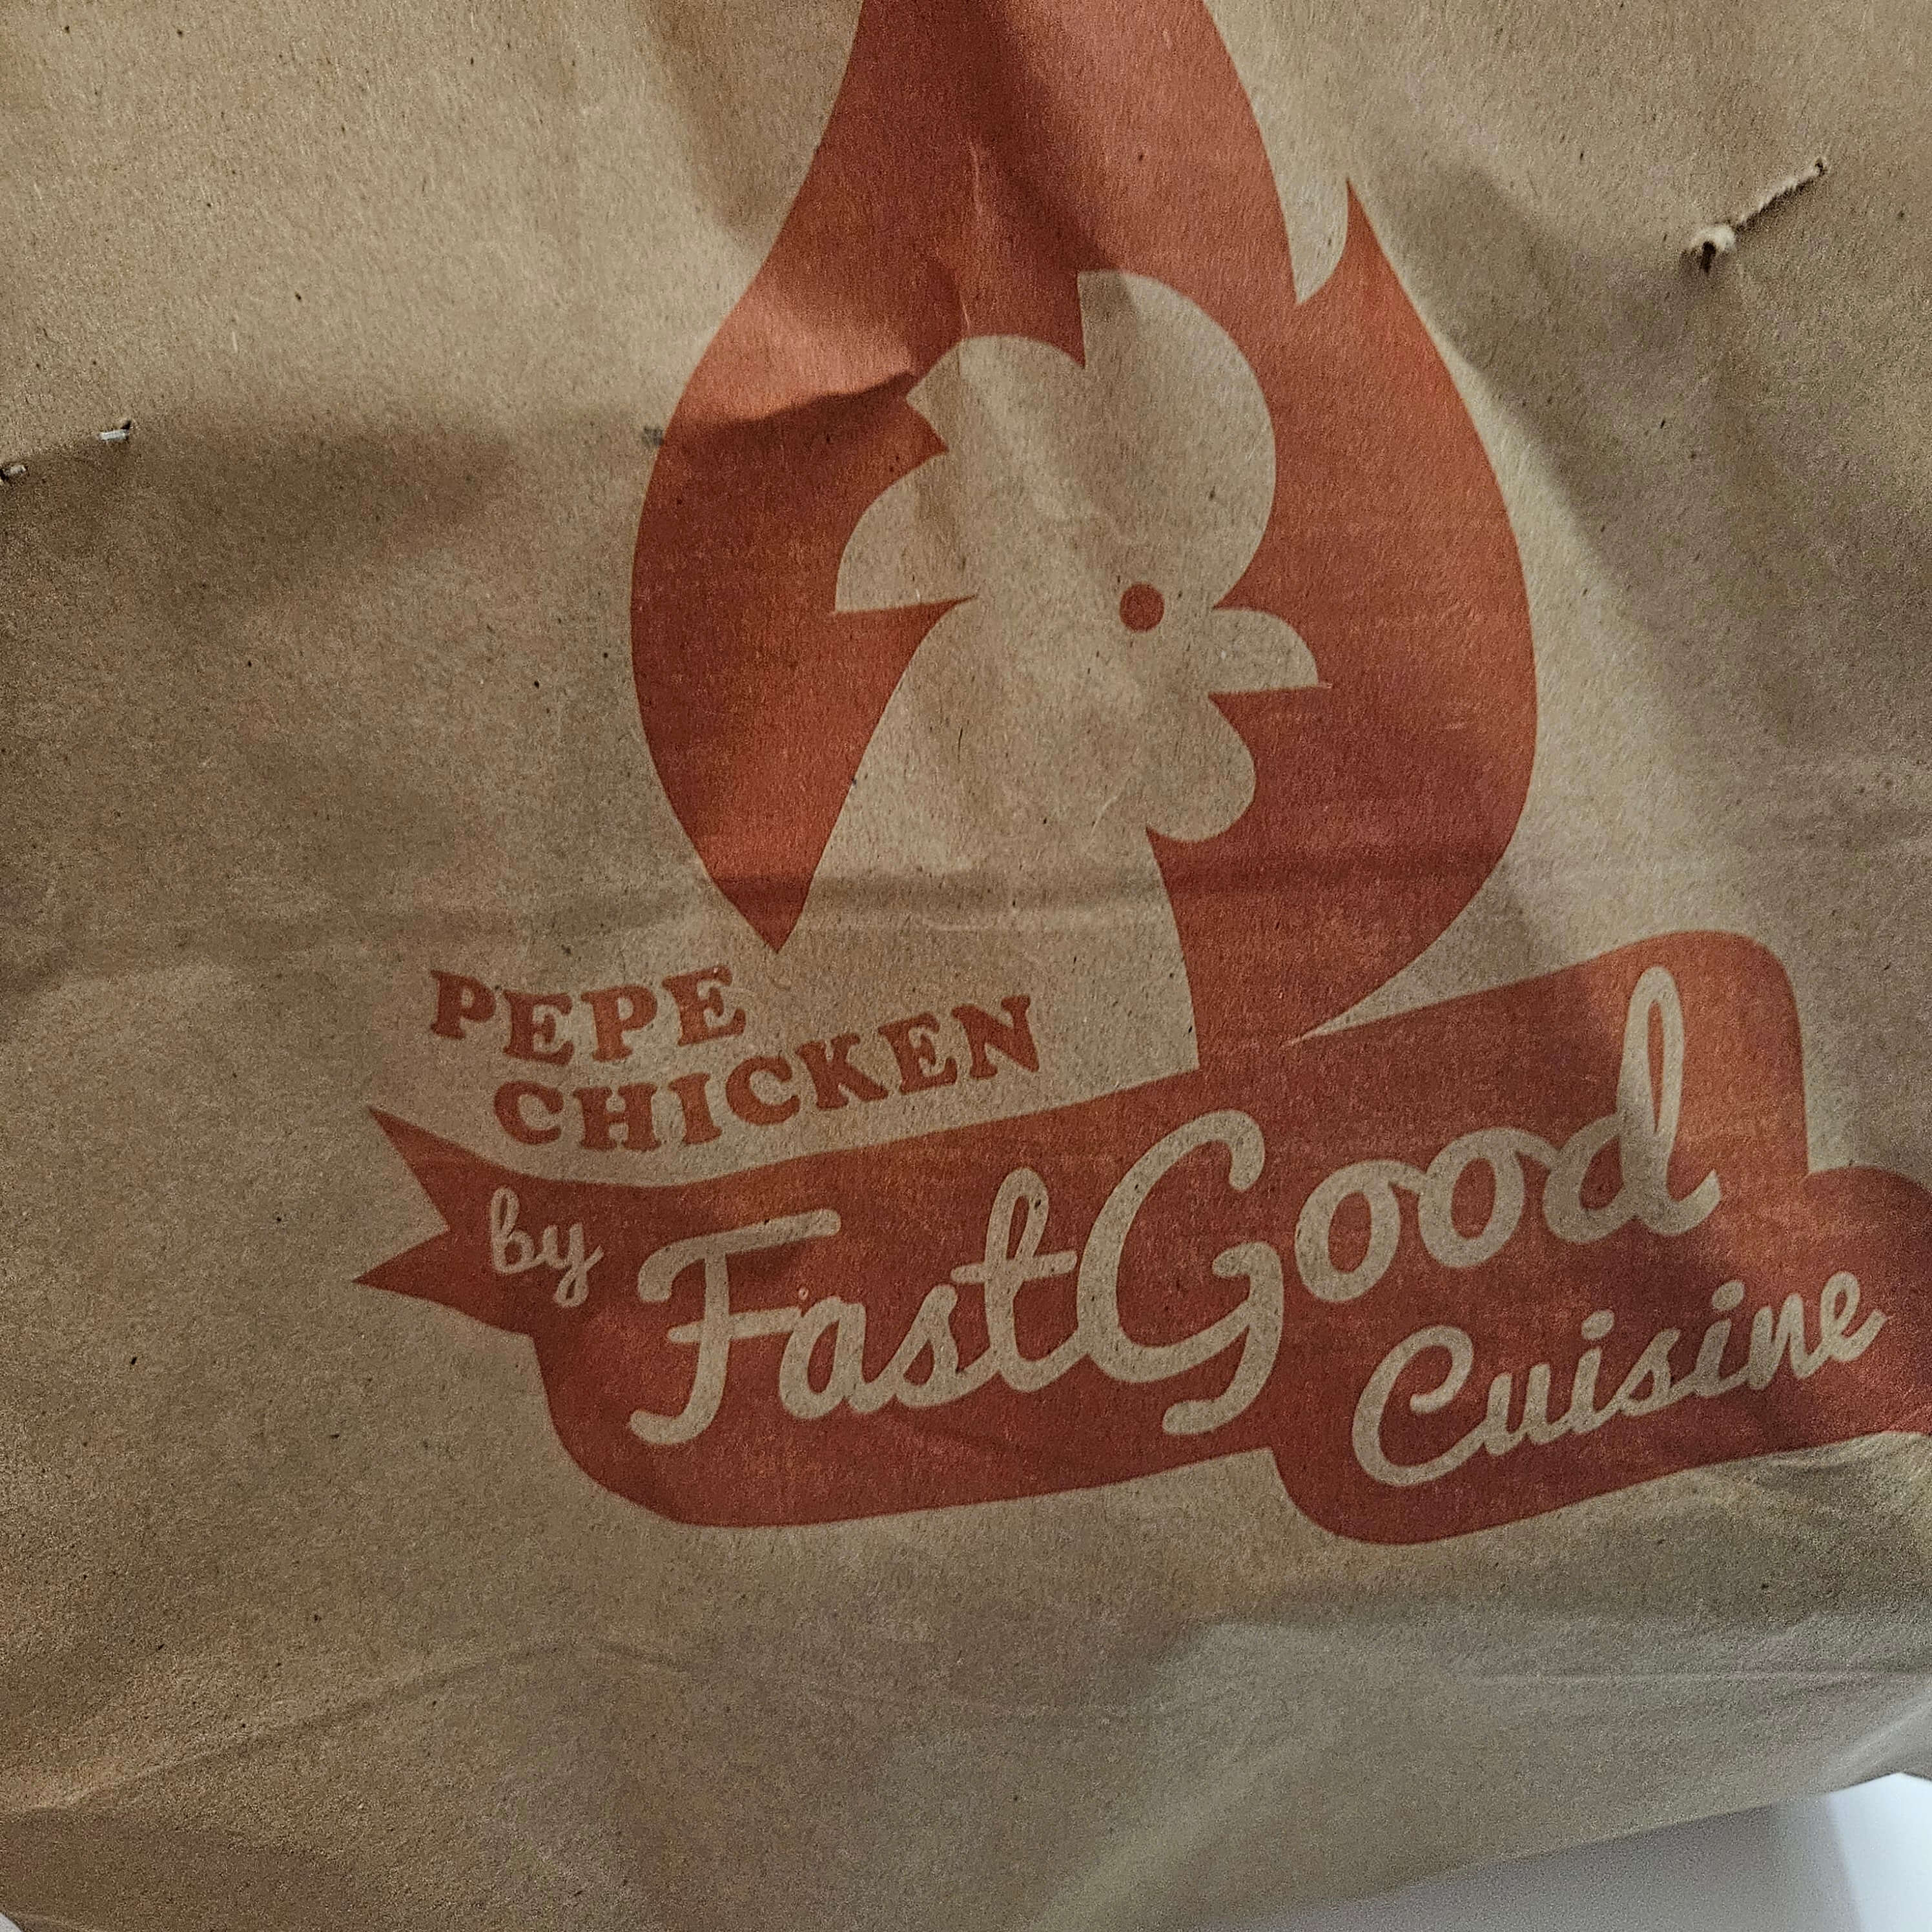 PEPE
CHICKEN
by FastGood
Cuisine